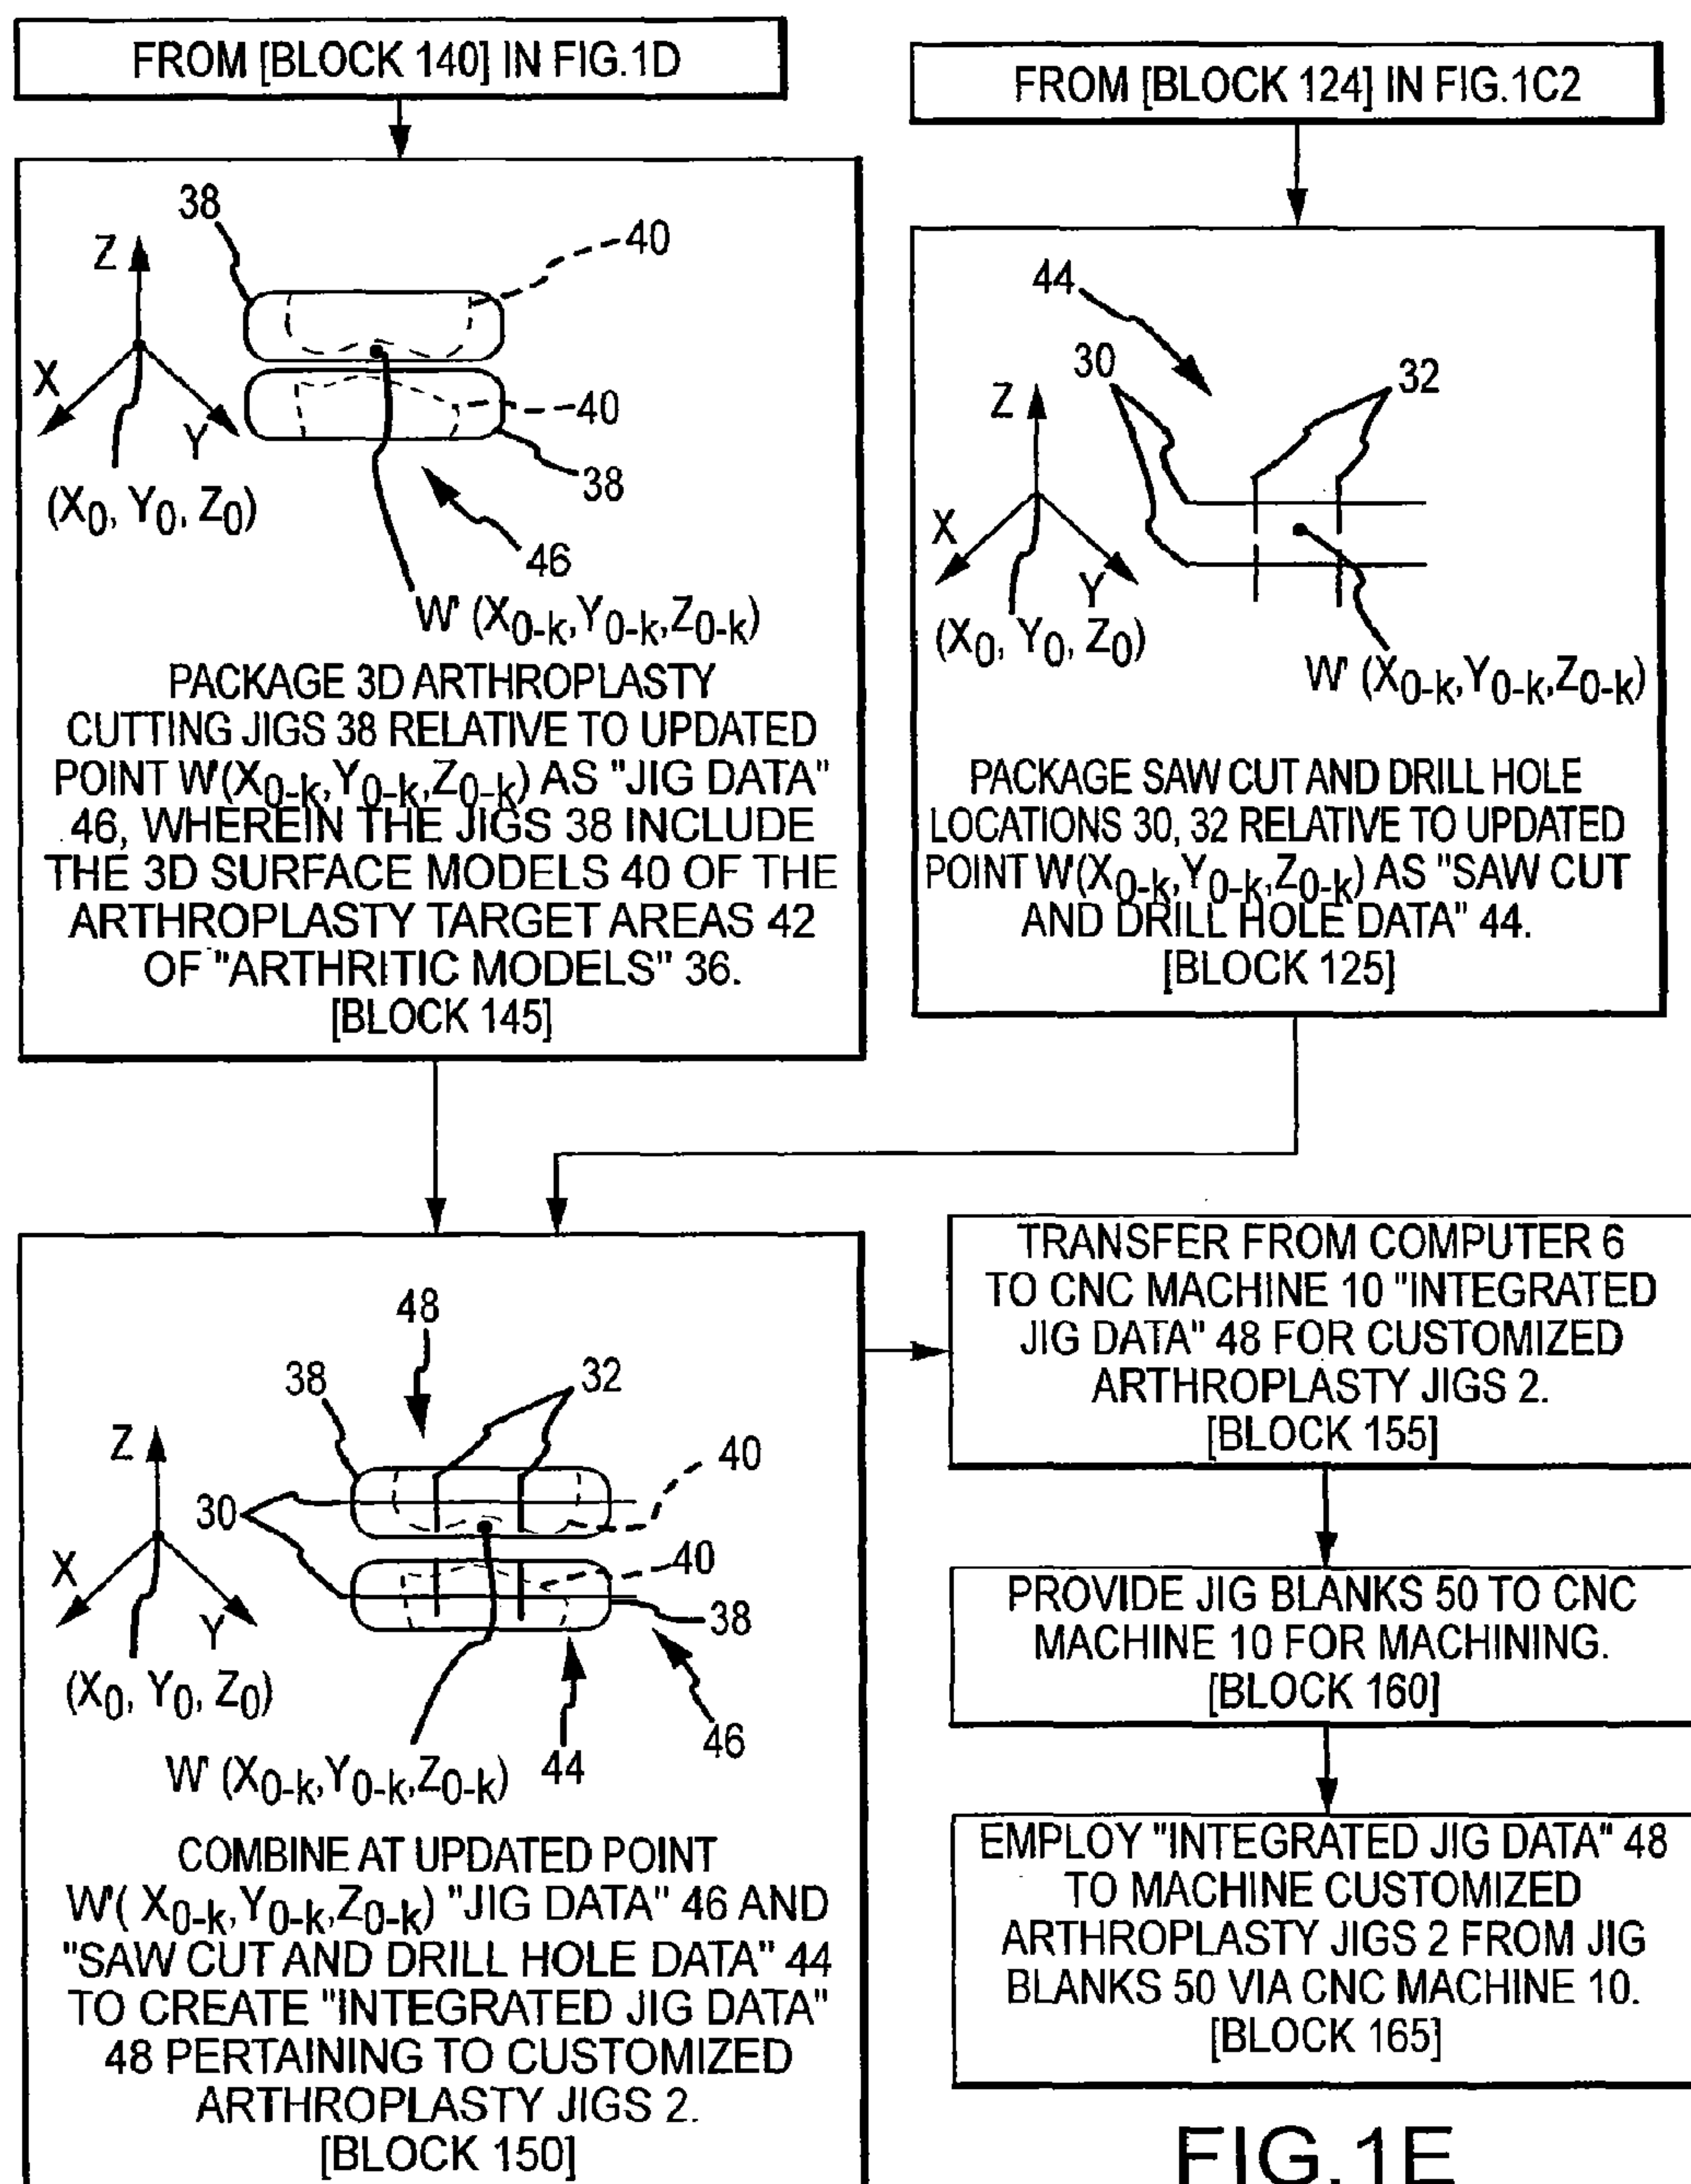 FROM [BLOCK 140] IN FIG.1D
38
40
Z
X
Y
40
38
(X0, Y0, Z0)
46
W' (X0-k,Y0-k,Z0-k)
PACKAGE 3D ARTHROPLASTY
CUTTING JIGS 38 RELATIVE TO UPDATED
POINT W'(X0-k,Y0-k,Z0-k) AS "JIG DATA"
46, WHEREIN THE JIGS 38 INCLUDE
THE 3D SURFACE MODELS 40 OF THE
ARTHROPLASTY TARGET AREAS 42
OF "ARTHRITIC MODELS" 36.
[BLOCK 145]
FROM [BLOCK 124] IN FIG.1C2
44
30
32
Z
X
Y
(X0, Y0, Z0)
W' (X0-k,Y0-k,Z0-k)
PACKAGE SAW CUT AND DRILL HOLE
LOCATIONS 30, 32 RELATIVE TO UPDATED
POINT W'(X0-k,Y0-k,Z0-k) AS "SAW CUT
AND DRILL HOLE DATA" 44.
[BLOCK 125]
48
38
32
Z
40
30
40
X
Y
38
(X0, Y0, Z0)
46
W' (X0-k,Y0-k,Z0-k)
44
COMBINE AT UPDATED POINT
W'( X0-k,Y0-k,Z0-k) "JIG DATA" 46 AND
"SAW CUT AND DRILL HOLE DATA" 44
TO CREATE "INTEGRATED JIG DATA"
48 PERTAINING TO CUSTOMIZED
ARTHROPLASTY JIGS 2.
[BLOCK 150]
TRANSFER FROM COMPUTER 6
TO CNC MACHINE 10 "INTEGRATED
JIG DATA" 48 FOR CUSTOMIZED
ARTHROPLASTY JIGS 2.
[BLOCK 155]
PROVIDE JIG BLANKS 50 TO CNC
MACHINE 10 FOR MACHINING.
[BLOCK 160]
EMPLOY "INTEGRATED JIG DATA" 48
TO MACHINE CUSTOMIZED
ARTHROPLASTY JIGS 2 FROM JIG
BLANKS 50 VIA CNC MACHINE 10.
[BLOCK 165]
FIG.1E